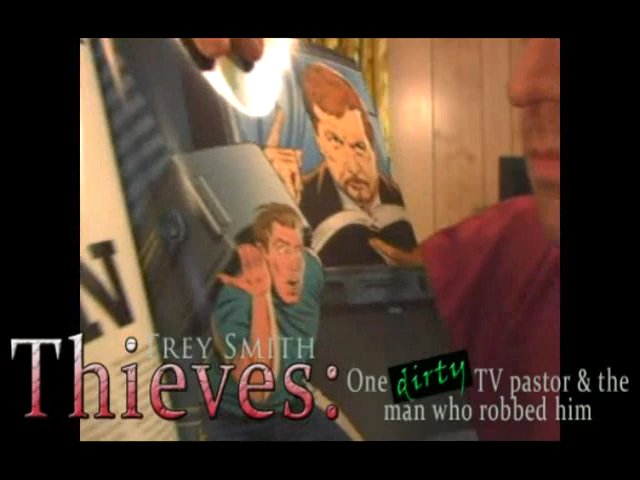 TREY SMITH
Thieves:
One dirty TV pastor & the
man who robbed him